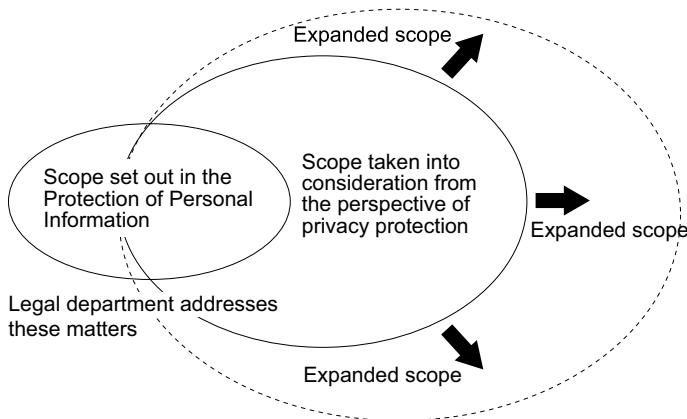 Expanded scope
Scope set out in the
Protection of Personal
Information
Scope taken into
consideration from
the perspective of
privacy protection
Expanded scope
Legal department addresses
these matters
Expanded scope